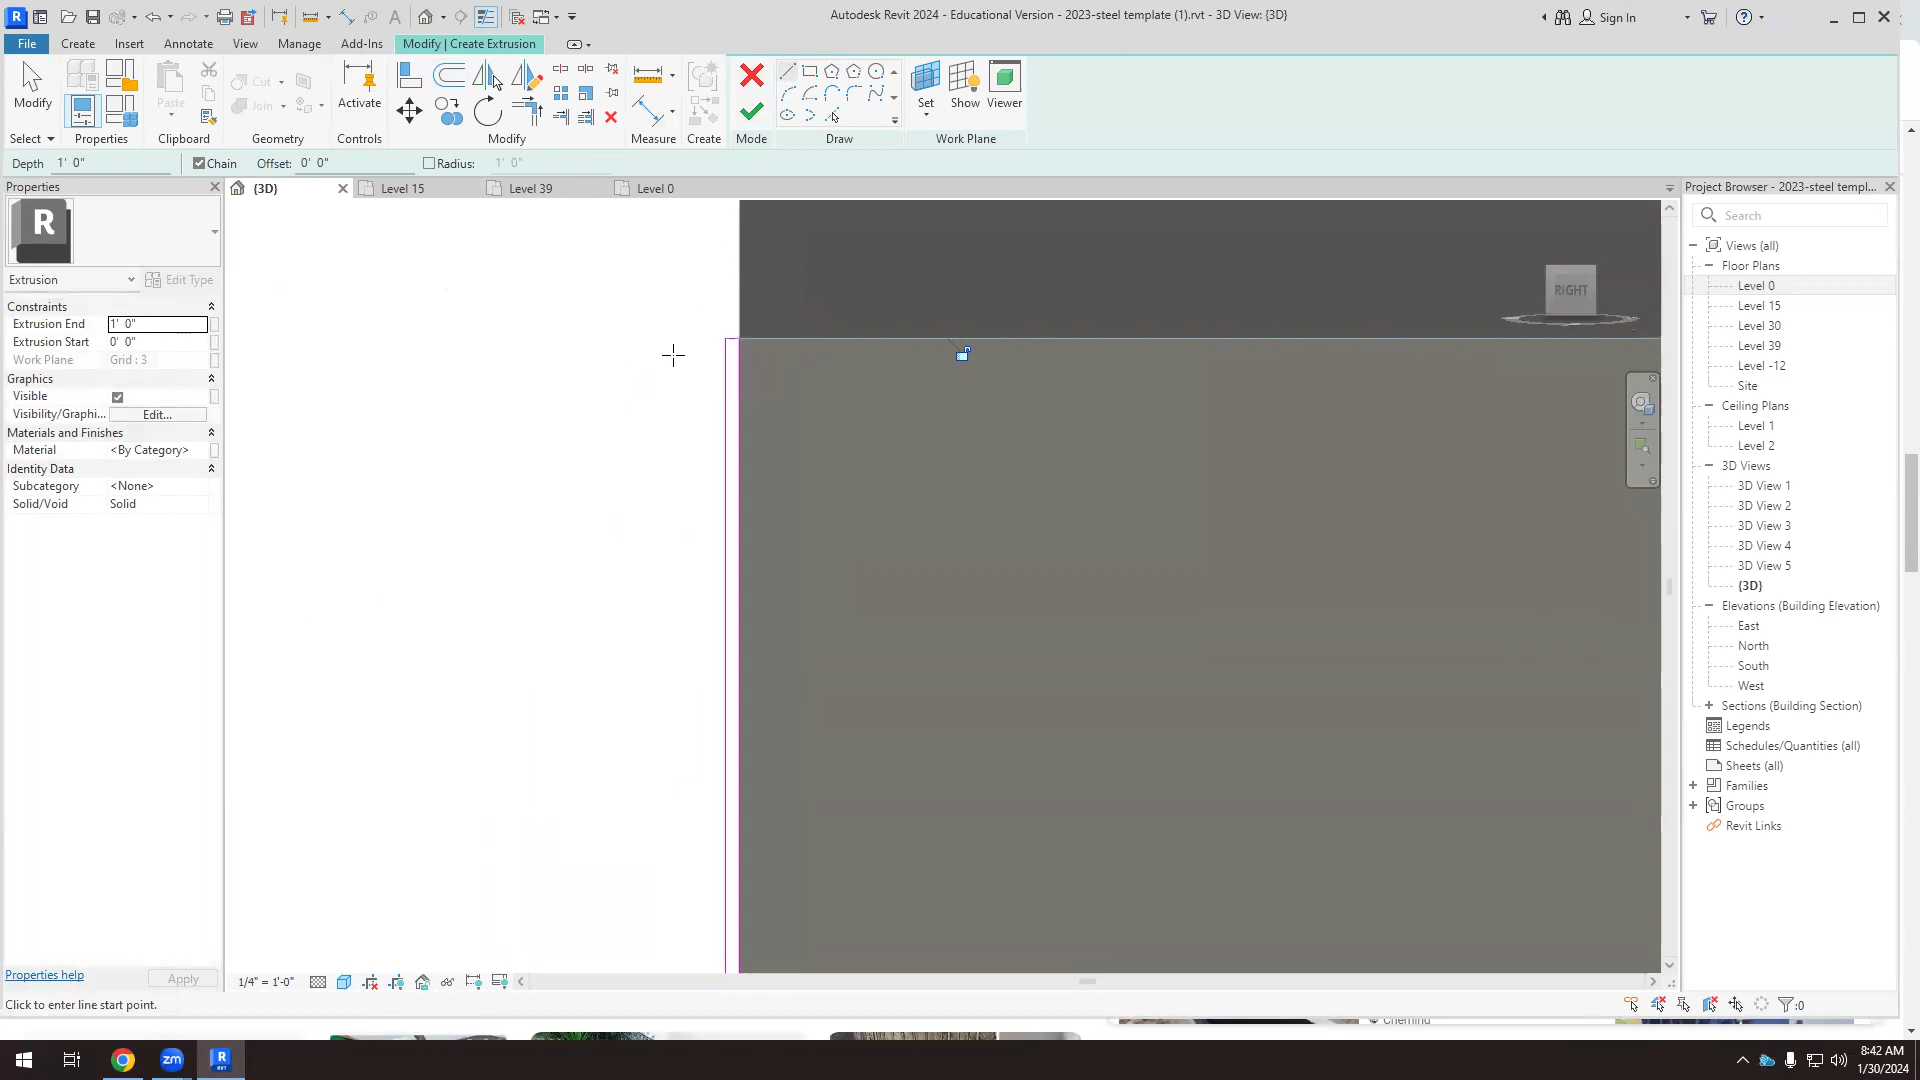 Autodesk Revit 2024 - Educational Version - 2023-steel template (1).rvt - 3D View: {3D}
Sign In
File
Create
Insert
Annotate
View
Manage
Add-Ins
Modify | Create Extrusion
Modify
Paste
Cut
Join
Activate
Set
Show
Viewer
Select
Properties
Clipboard
Geometry
Controls
Modify
Measure
Create
Mode
Draw
Work Plane
Depth
1' 0"
Chain
Offset:
0' 0"
Radius:
1' 0"
Properties
{3D}
Level 15
Level 39
Level 0
Project Browser - 2023-steel templ...
R
Search
Extrusion
Edit Type
Constraints
Extrusion End
1' 0"
Extrusion Start
0' 0"
Work Plane
Grid : 3
Graphics
Visible
Visibility/Graphi...
Edit...
Materials and Finishes
Material
<By Category>
Identity Data
Subcategory
<None>
Solid/Void
Solid
RIGHT
Views (all)
Floor Plans
Level 0
Level 15
Level 30
Level 39
Level -12
Site
Ceiling Plans
Level 1
Level 2
3D Views
3D View 1
3D View 2
3D View 3
3D View 4
3D View 5
{3D}
Elevations (Building Elevation)
East
North
South
West
Sections (Building Section)
Legends
Schedules/Quantities (all)
Sheets (all)
Families
Groups
Revit Links
Properties help
Apply
1/4" = 1'-0"
Click to enter line start point.
:0
zm
R
RVT
8:42 AM
1/30/2024